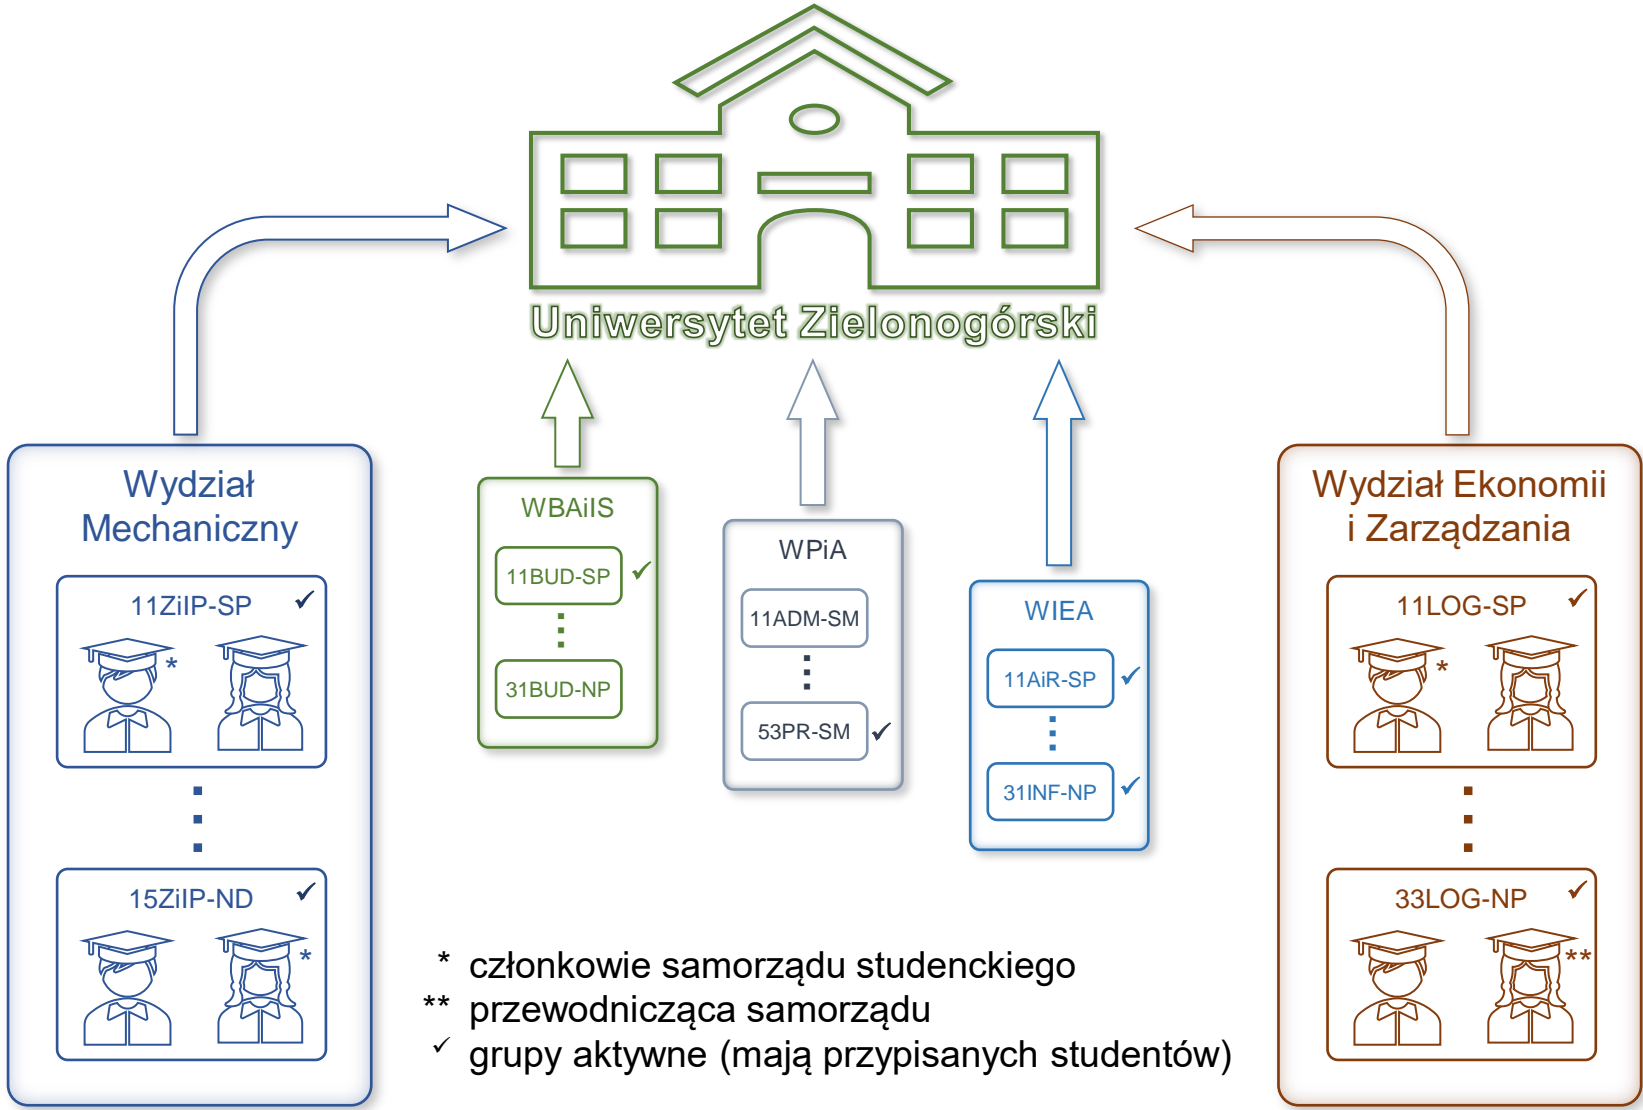 Uniwersytet Zielonogórski
Wydział
Mechaniczny
11ZiIP-SP ✓
*
15ZiIP-ND ✓
*
WBAiIS
11BUD-SP ✓
31BUD-NP
WPiA
11ADM-SM
53PR-SM ✓
WIEA
11AiR-SP ✓
31INF-NP ✓
Wydział Ekonomii
i Zarządzania
11LOG-SP ✓
*
33LOG-NP ✓
**
* członkowie samorządu studenckiego
** przewodnicząca samorządu
✓ grupy aktywne (mają przypisanych studentów)